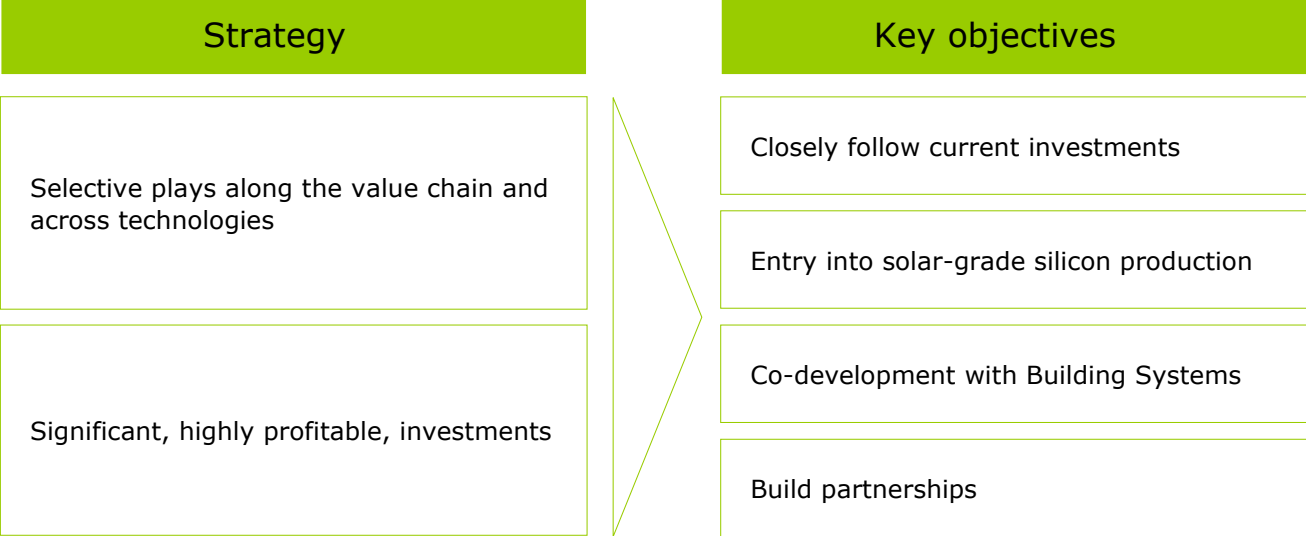 Strategy
Selective plays along the value chain and
across technologies
Significant, highly profitable, investments
Key objectives
Closely follow current investments
Entry into solar-grade silicon production
Co-development with Building Systems
Build partnerships